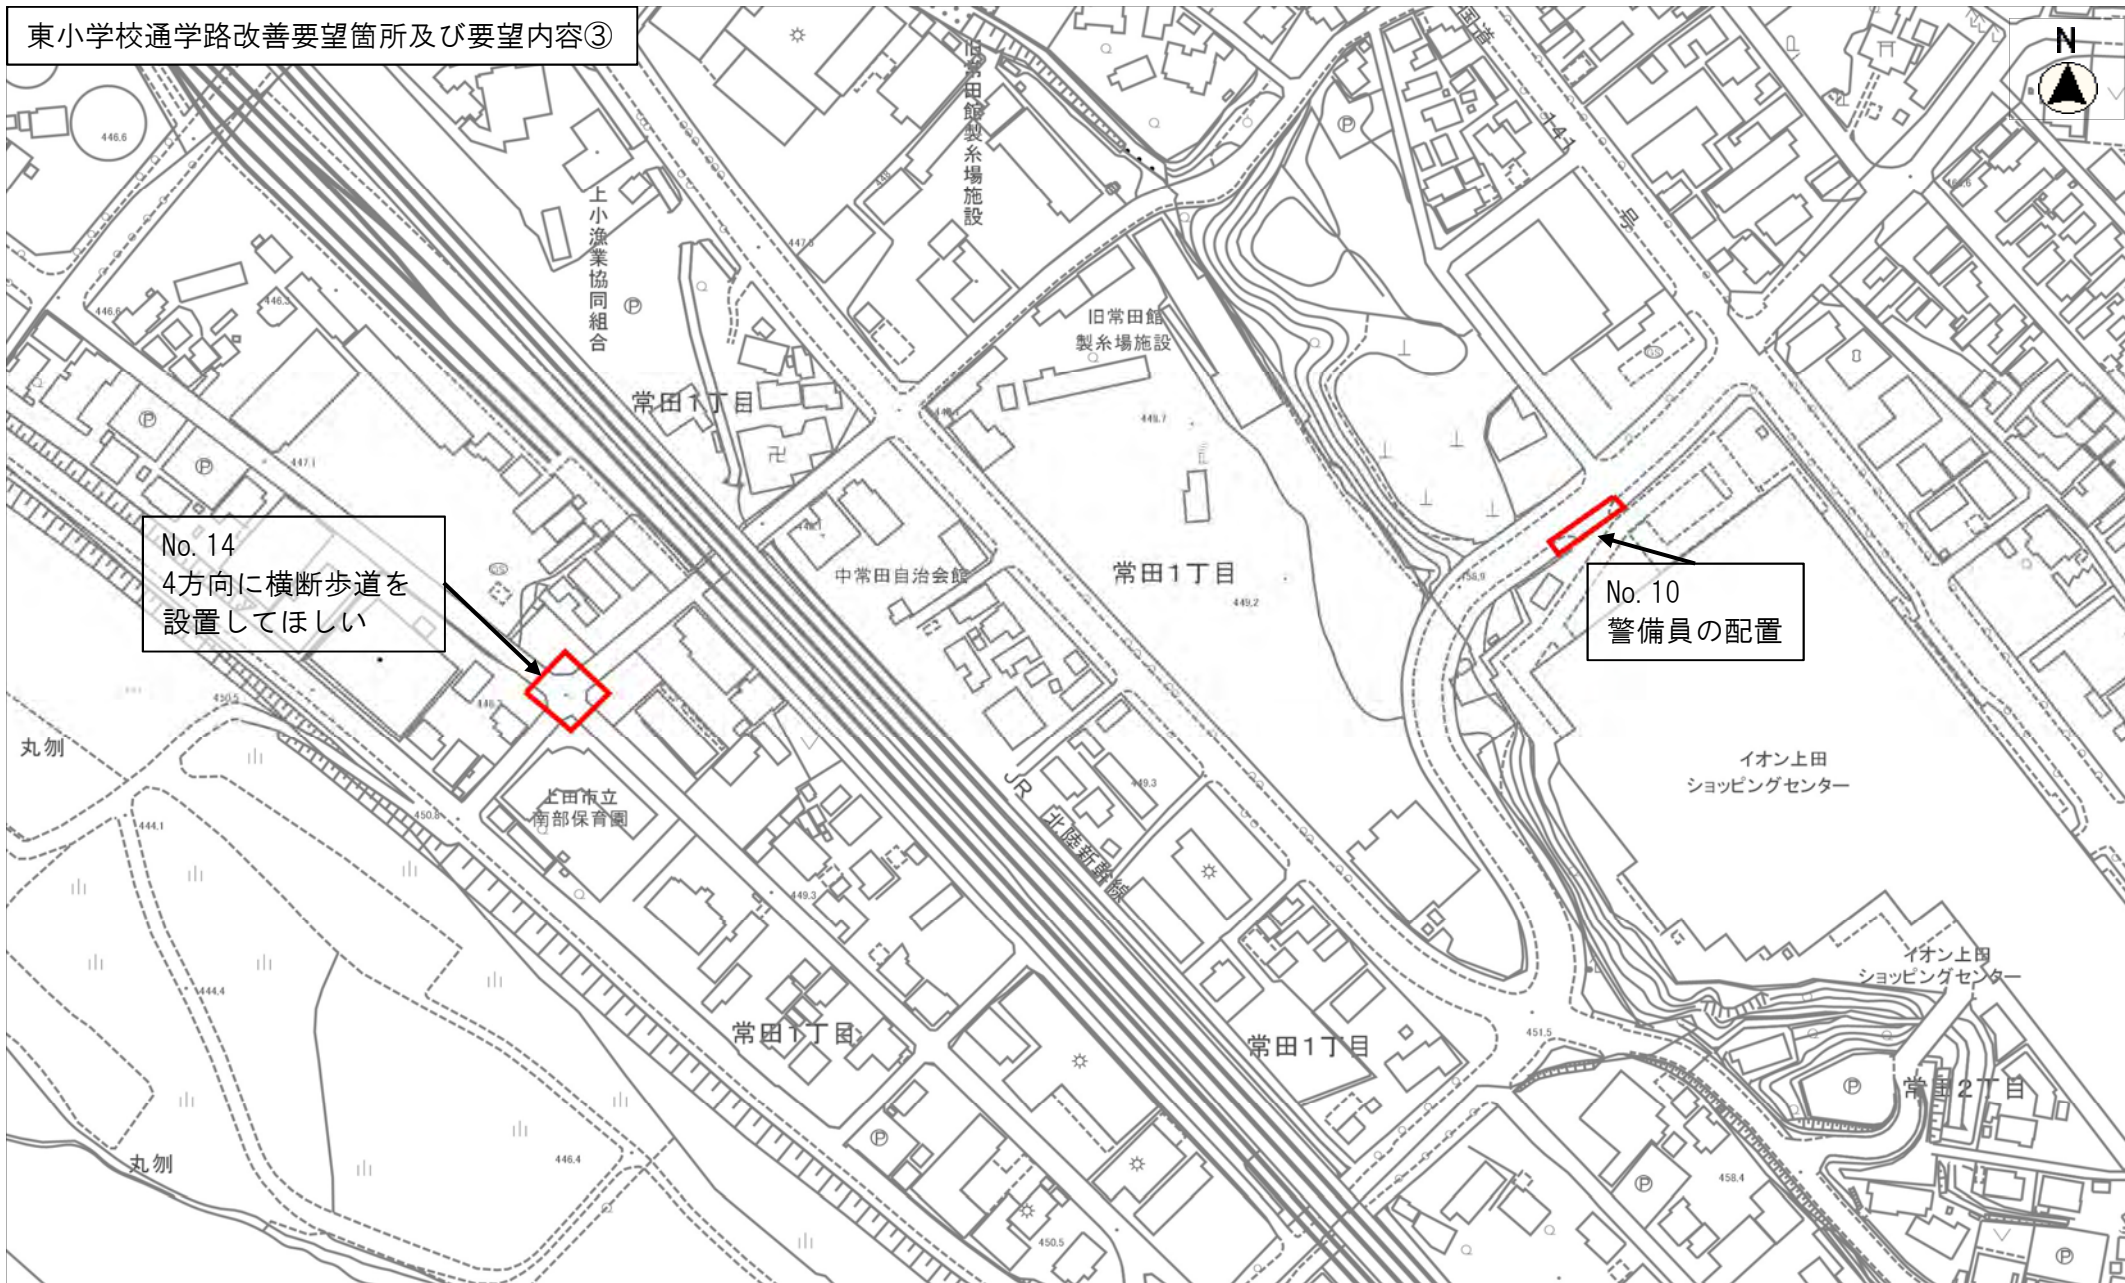 東小学校通学路改善要望箇所及び要望内容③
N
国道
141
号
旧常田館製糸場施設
上小漁業協同組合
446.6
446.3
446.6
447.1
447.5
448
旧常田館
製糸場施設
常田1丁目
449.7
No. 14
4方向に横断歩道を
設置してほしい
中常田自治会館
常田1丁目
449.2
No. 10
警備員の配置
イオン上田
ショッピングセンター
丸刎
450.5
上田市立
南部保育園
450.8
444.1
449.3
449.3
JR
北陸新幹線
イオン上田
ショッピングセンター
444.4
常田1丁目
常田1丁目
451.5
常田2丁目
丸刎
446.4
458.4
450.5